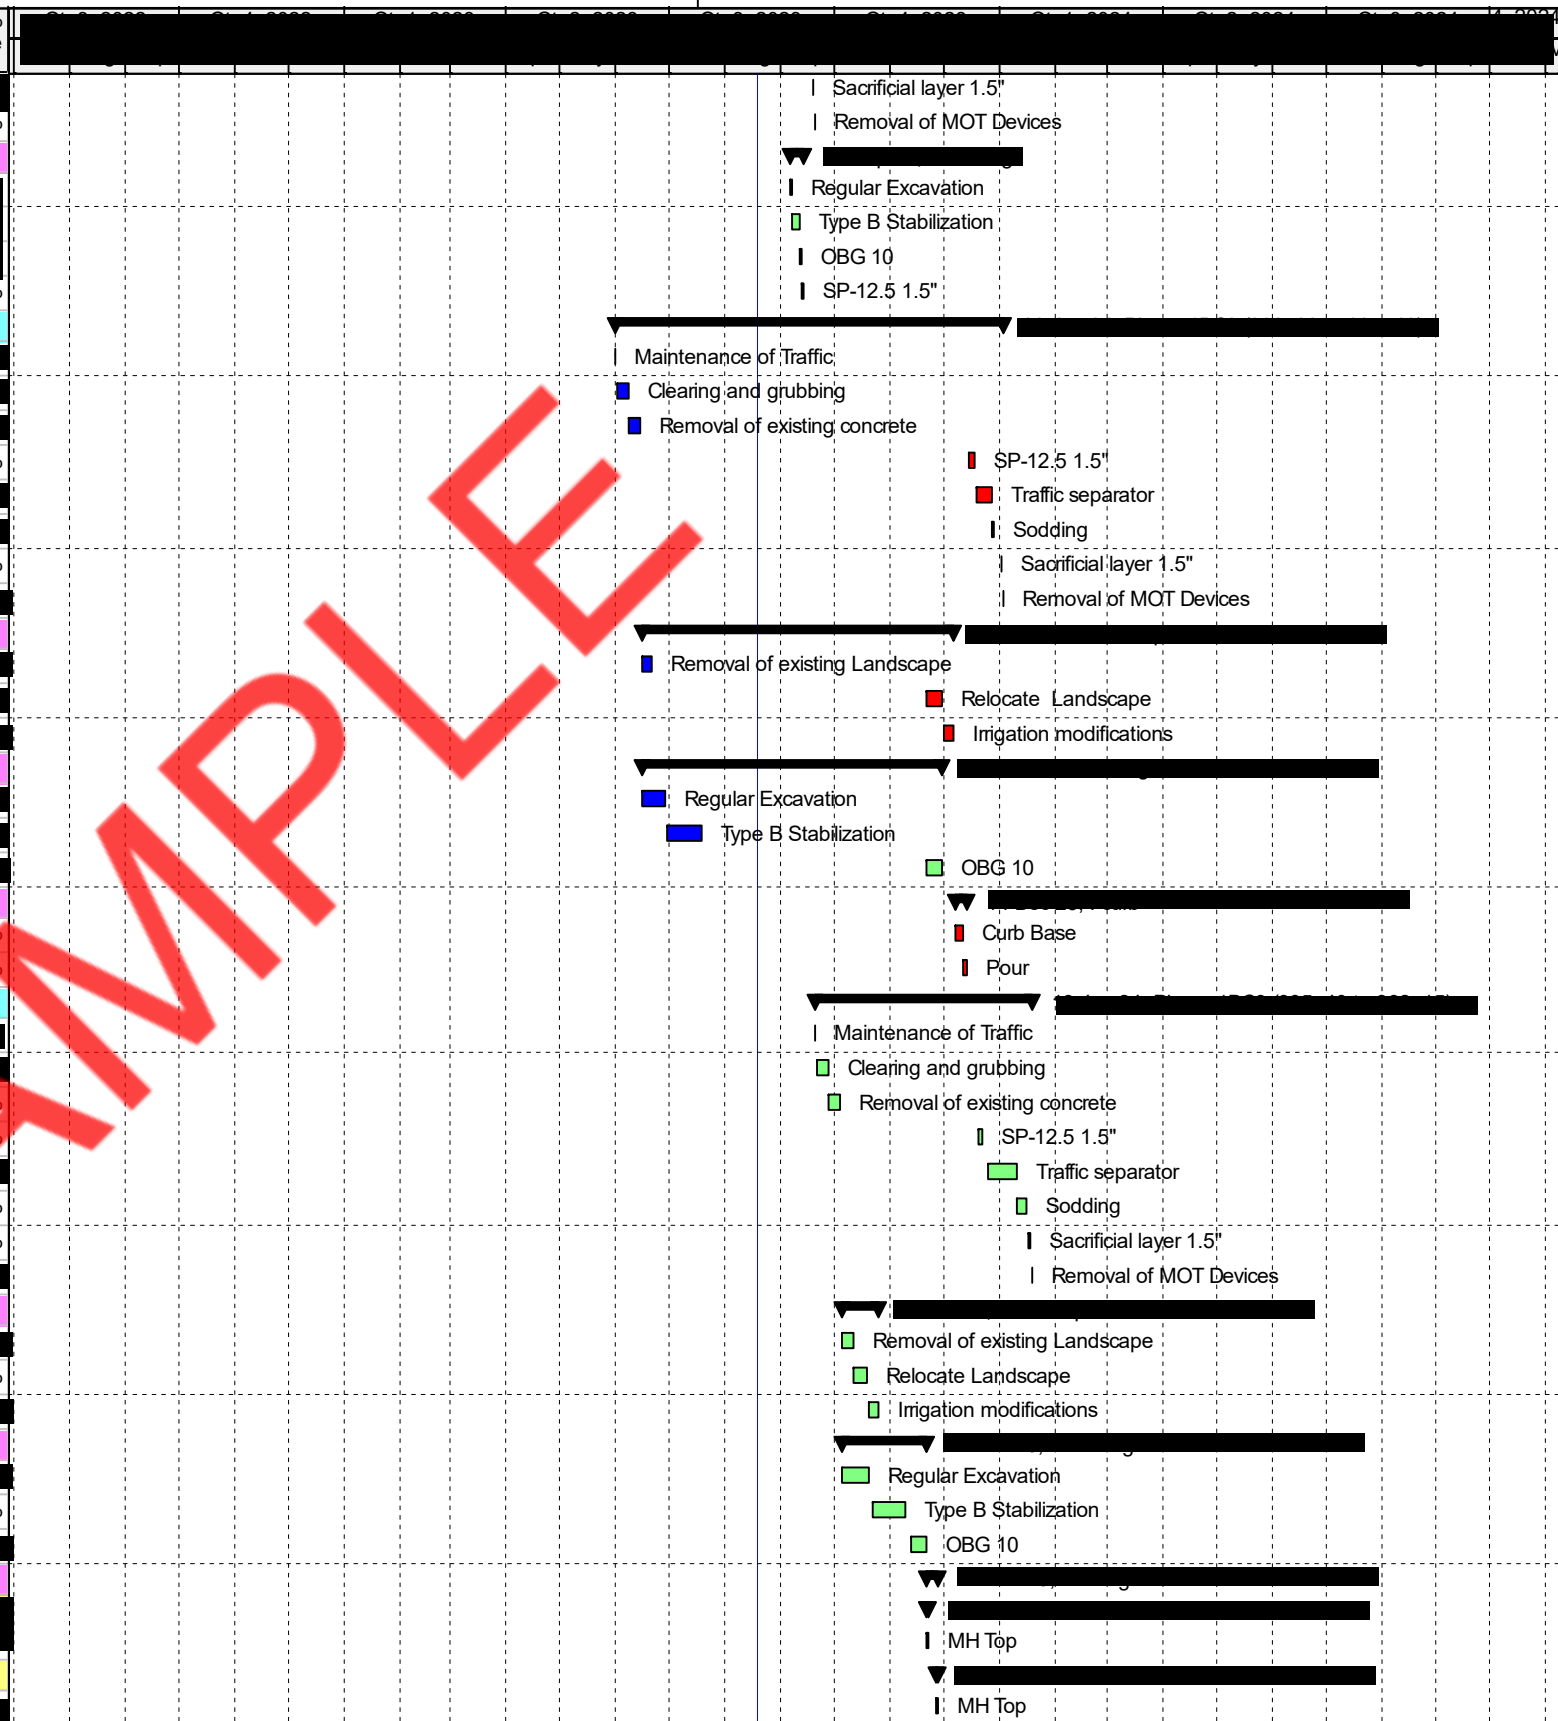 Sacrificial layer 1.5"
Removal of MOT Devices
Regular Excavation
Type B Stabilization
OBG 10
SP-12.5 1.5"
Maintenance of Traffic
Clearing and grubbing
Removal of existing concrete
SP-12.5 1.5"
Traffic separator
Sodding
Sacrificial layer 1.5"
Removal of MOT Devices
Removal of existing Landscape
Relocate Landscape
Irrigation modifications
Regular Excavation
Type B Stabilization
OBG 10
Curb Base
Pour
Maintenance of Traffic
Clearing and grubbing
Removal of existing concrete
SP-12.5 1.5"
Traffic separator
Sodding
Sacrificial layer 1.5"
Removal of MOT Devices
Removal of existing Landscape
Relocate Landscape
Irrigation modifications
Regular Excavation
Type B Stabilization
OBG 10
MH Top
MH Top
AMPLE